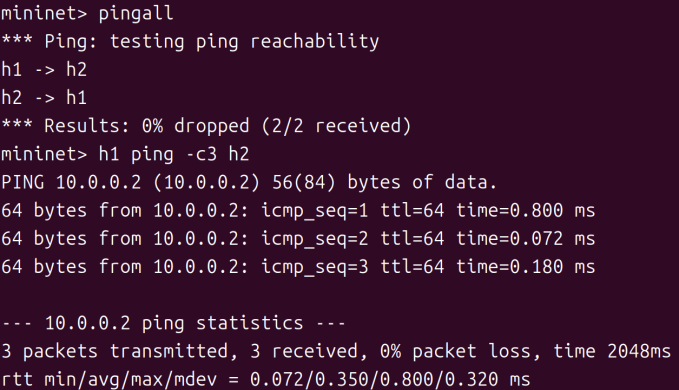 mininet> pingall
*** Ping: testing ping reachability
h1 -> h2
h2 -> h1
*** Results: 0% dropped (2/2 received)
mininet> h1 ping -c3 h2
PING 10.0.0.2 (10.0.0.2) 56(84) bytes of data.
64 bytes from 10.0.0.2: icmp_seq=1 ttl=64 time=0.800 ms
64 bytes from 10.0.0.2: icmp_seq=2 ttl=64 time=0.072 ms
64 bytes from 10.0.0.2: icmp_seq=3 ttl=64 time=0.180 ms
--- 10.0.0.2 ping statistics ---
3 packets transmitted, 3 received, 0% packet loss, time 2048ms
rtt min/avg/max/mdev = 0.072/0.350/0.800/0.320 ms